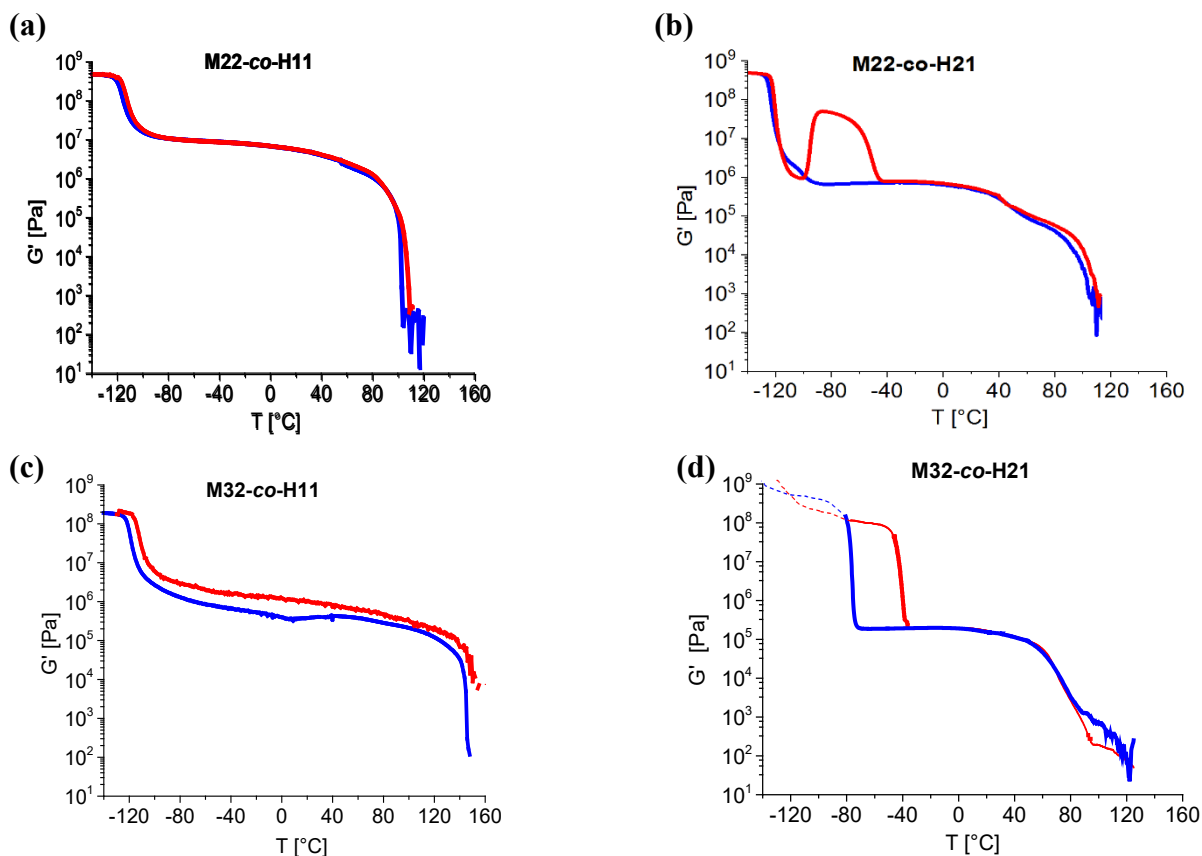 (a)
M22-co-H11
10⁹
10⁸
10⁷
10⁶
10⁵
10⁴
10³
10²
10¹
G' [Pa]
-120 -80 -40 0 40 80 120 160
T [°C]
(b)
M22-co-H21
10⁹
10⁸
10⁷
10⁶
10⁵
10⁴
10³
10²
10¹
G' [Pa]
-120 -80 -40 0 40 80 120 160
T [°C]
(c)
M32-co-H11
10⁹
10⁸
10⁷
10⁶
10⁵
10⁴
10³
10²
10¹
G' [Pa]
-120 -80 -40 0 40 80 120 160
T [°C]
(d)
M32-co-H21
10⁹
10⁸
10⁷
10⁶
10⁵
10⁴
10³
10²
10¹
G' [Pa]
-120 -80 -40 0 40 80 120 160
T [°C]